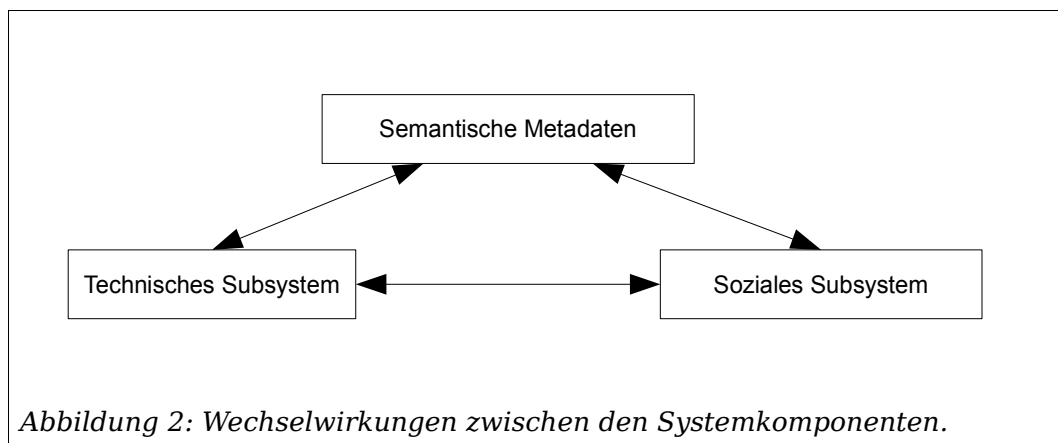 Semantische Metadaten
Technisches Subsystem
Soziales Subsystem
Abbildung 2: Wechselwirkungen zwischen den Systemkomponenten.